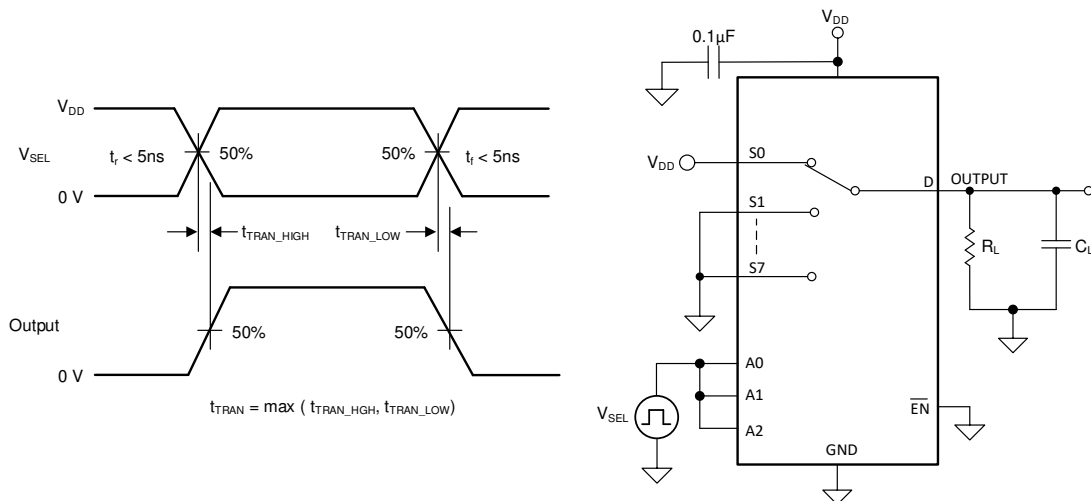 V_DD
V_SEL
0 V
t_r < 5ns
50%
50%
t_f < 5ns
t_TRAN_HIGH
t_TRAN_LOW
Output
50%
50%
0 V
t_TRAN = max ( t_TRAN_HGH, t_TRAN_LOW)
V_DD
0.1µF
V_DD
S0
S1
S7
D
OUTPUT
R_L
C_L
A0
A1
A2
V_SEL
EN
GND